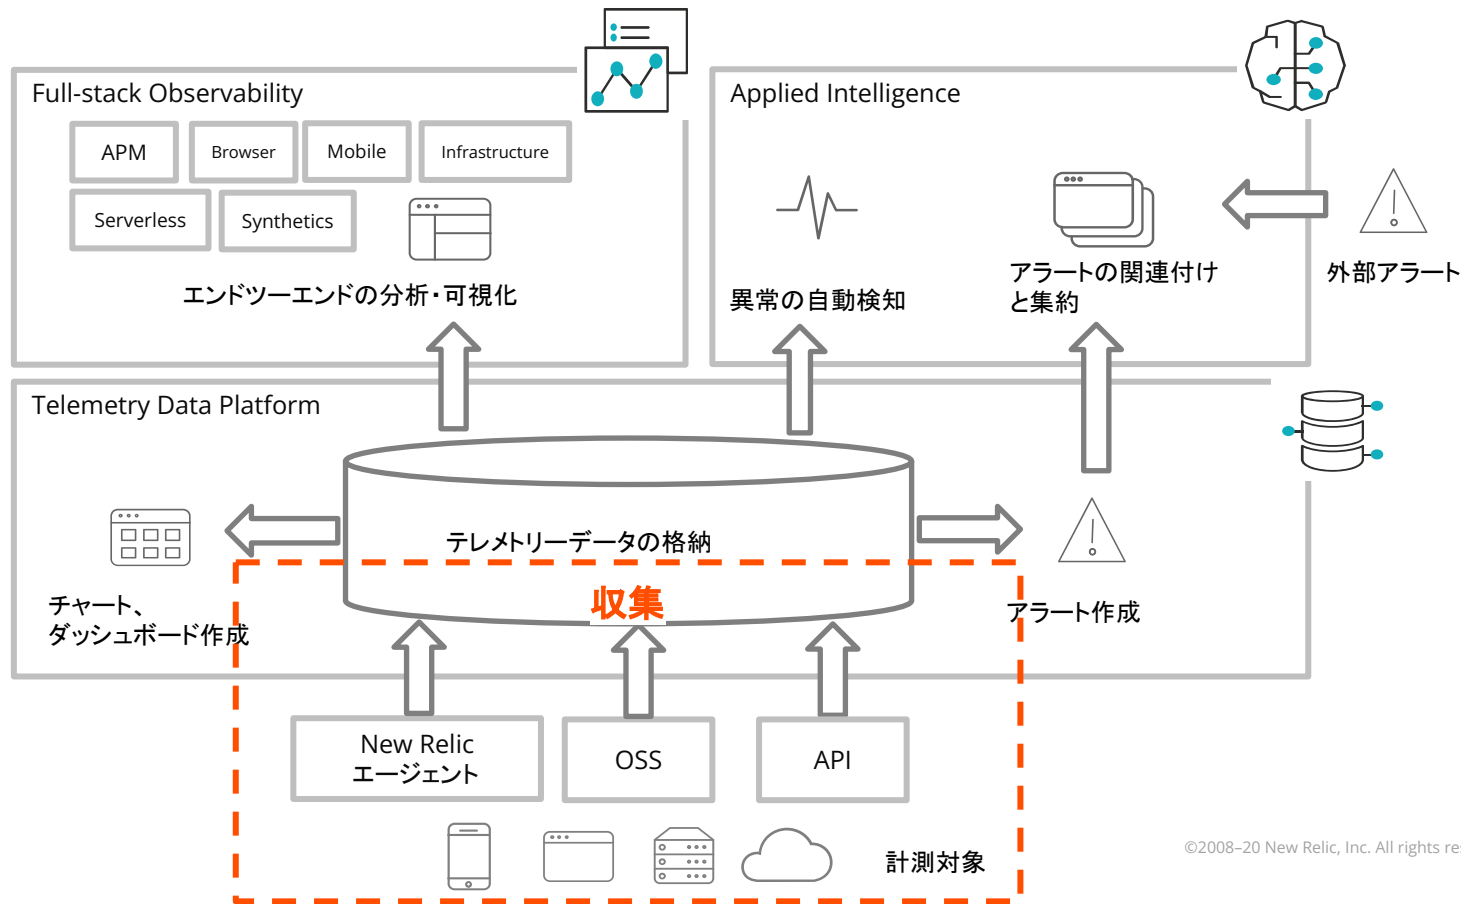 Full-stack Observability
APM
Browser
Mobile
Infrastructure
Serverless
Synthetics
エンドツーエンドの分析・可視化
Applied Intelligence
異常の自動検知
アラートの関連付け
と集約
外部アラート
Telemetry Data Platform
テレメトリーデータの格納
収集
チャート、
ダッシュボード作成
アラート作成
New Relic
エージェント
OSS
API
計測対象
©2008–20 New Relic, Inc. All rights res